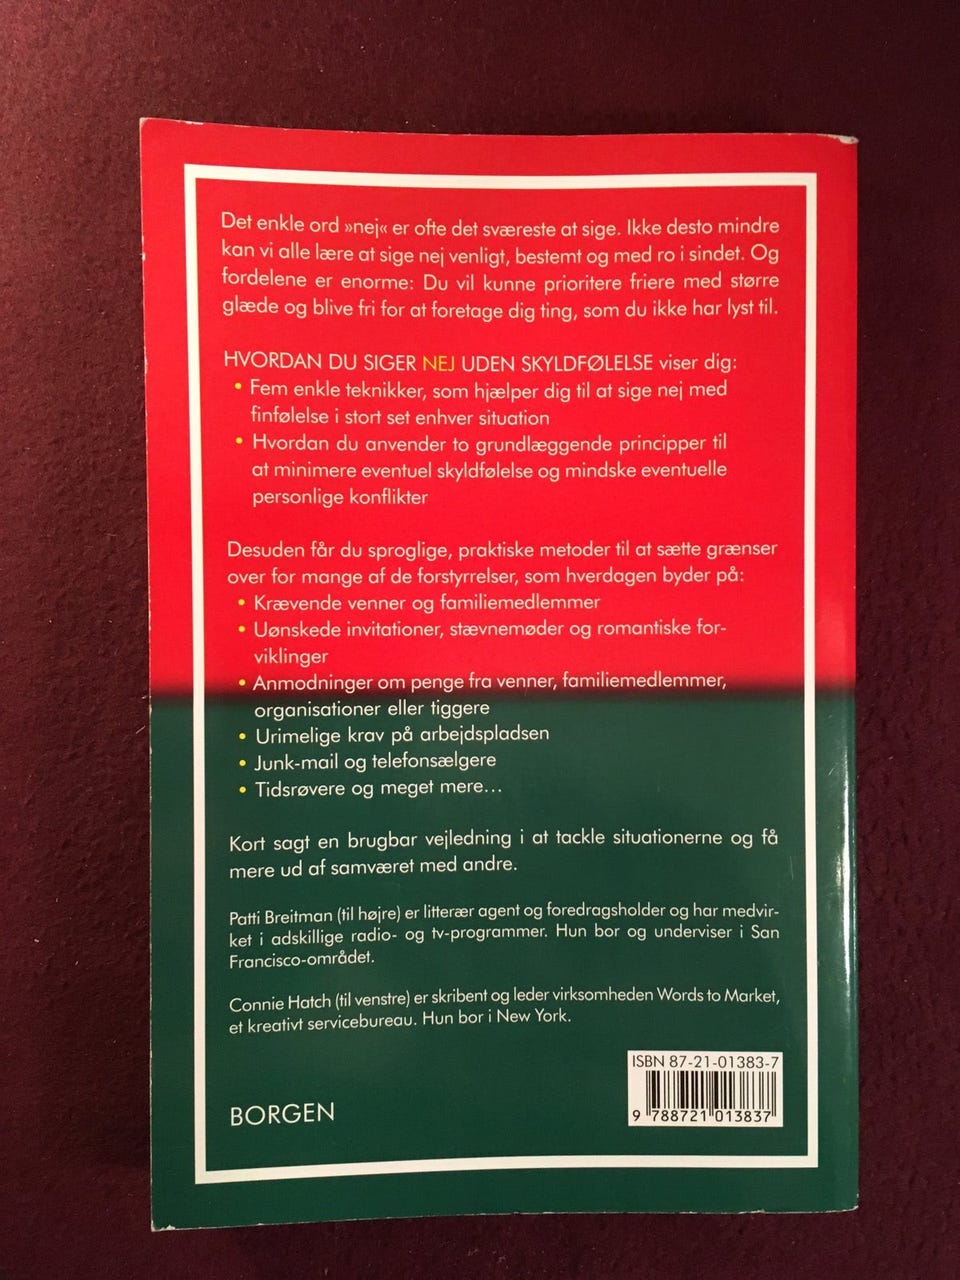 Det enkle ord »nej« er ofte det sværeste at sige. Ikke desto mindre
kan vi alle lære at sige nej venligt, bestemt og med ro i sindet. Og
fordelene er enorme: Du vil kunne prioritere friere med større
glæde og blive fri for at foretage dig ting, som du ikke har lyst til.
HVORDAN DU SIGER NEJ UDEN SKYLDFØLELSE viser dig:
• Fem enkle teknikker, som hjælper dig til at sige nej med
finfølelse i stort set enhver situation
• Hvordan du anvender to grundlæggende principper til
at minimere eventuel skyldfølelse og mindske eventuelle
personlige konflikter
Desuden får du sproglige, praktiske metoder til at sætte grænser
over for mange af de forstyrrelser, som hverdagen byder på:
• Krævende venner og familiemedlemmer
• Uønskede invitationer, stævnemøder og romantiske for-
viklinger
• Anmodninger om penge fra venner, familiemedlemmer,
organisationer eller tiggere
• Urimelige krav på arbejdspladsen
• Junk-mail og telefonsælgere
• Tidsrøvere og meget mere...
Kort sagt en brugbar vejledning i at tackle situationerne og få
mere ud af samværet med andre.
Patti Breitman (til højre) er litterær agent og foredragsholder og har medvir-
ket i adskillige radio- og tv-programmer. Hun bor og underviser i San
Francisco-området.
Connie Hatch (til venstre) er skribent og leder virksomheden Words to Market,
et kreativt servicebureau. Hun bor i New York.
ISBN 87-21-01383-7
9 788721 013837
BORGEN